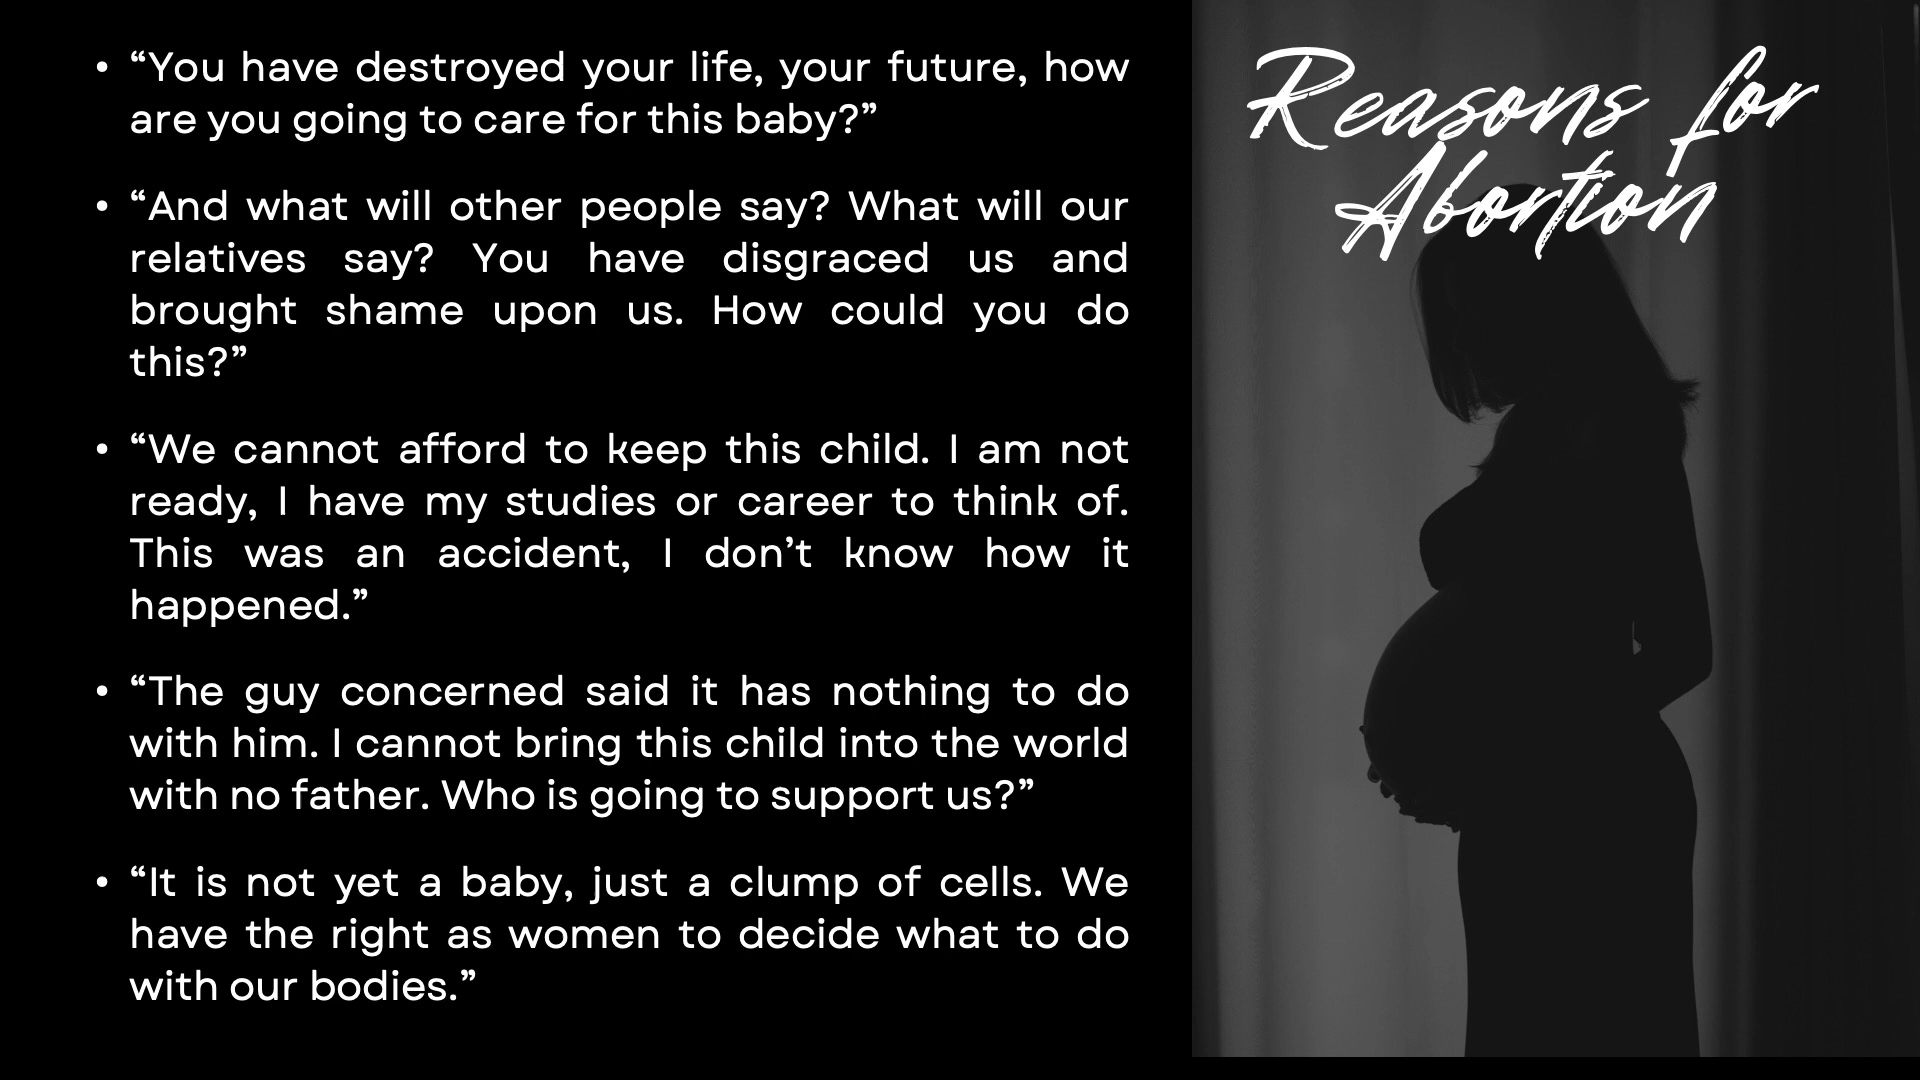 Reasons for
Abortion
• “You have destroyed your life, your future, how
are you going to care for this baby?”
• “And what will other people say? What will our
relatives say? You have disgraced us and
brought shame upon us. How could you do
this?”
• “We cannot afford to keep this child. I am not
ready, I have my studies or career to think of.
This was an accident, I don’t know how it
happened.”
• “The guy concerned said it has nothing to do
with him. I cannot bring this child into the world
with no father. Who is going to support us?”
• “It is not yet a baby, just a clump of cells. We
have the right as women to decide what to do
with our bodies.”